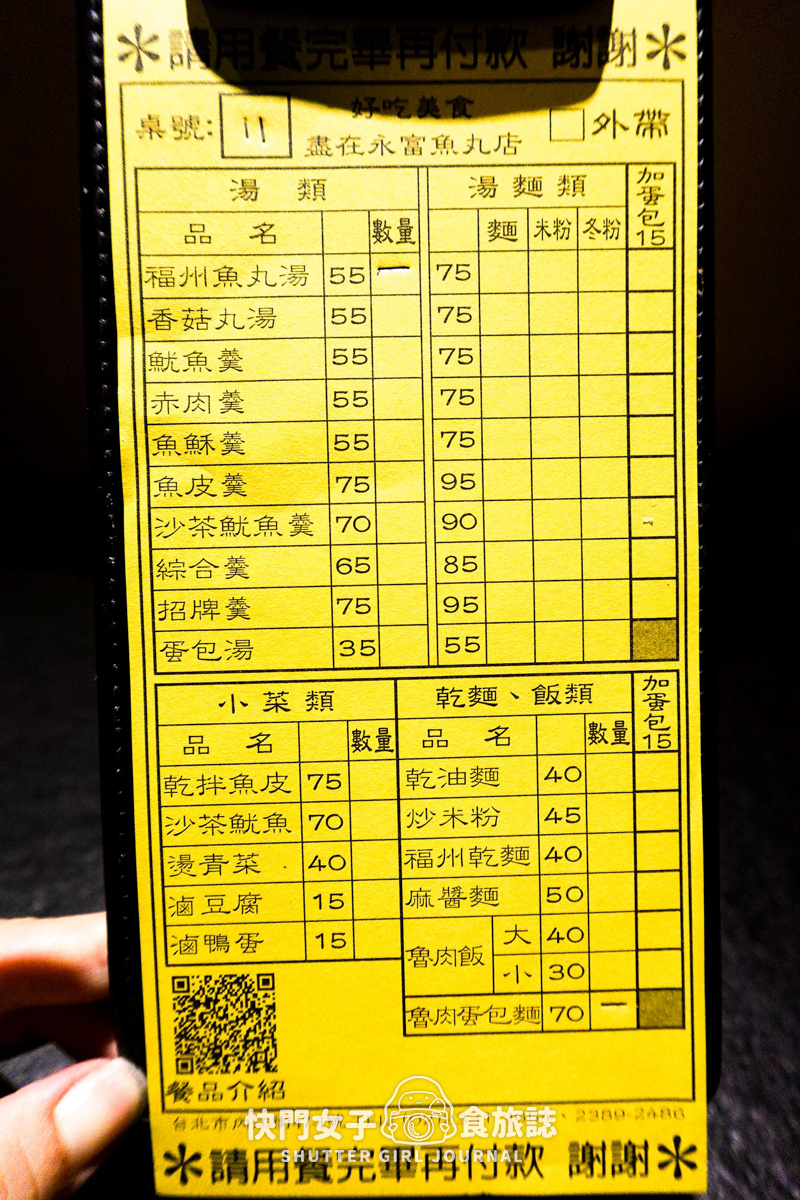 ＊請用餐完畢再付款 謝謝＊
好吃美食
桌號: 11 盡在永富魚丸店 □外帶
湯類 湯麵類 加蛋包15
品名 數量 麵 米粉 冬粉
福州魚丸湯 55 一 75
香菇丸湯 55 75
魷魚羹 55 75
赤肉羹 55 75
魚穌羹 55 75
魚皮羹 75 95
沙茶魷魚羹 70 90
綜合羹 65 85
招牌羹 75 95
蛋包湯 35 55
小菜類 乾麵、飯類 加蛋包15
品名 數量 品名 數量
乾拌魚皮 75 乾油麵 40
沙茶魷魚 70 炒米粉 45
燙青菜 40 福州乾麵 40
滷豆腐 15 麻醬麵 50
滷鴨蛋 15 魯肉飯 大 40
小 30
魯肉蛋包麵 70 一
餐品介紹
台北市 2389-2486
快門女子 食旅誌
SHUTTER GIRL JOURNAL
＊請用餐完畢再付款 謝謝＊